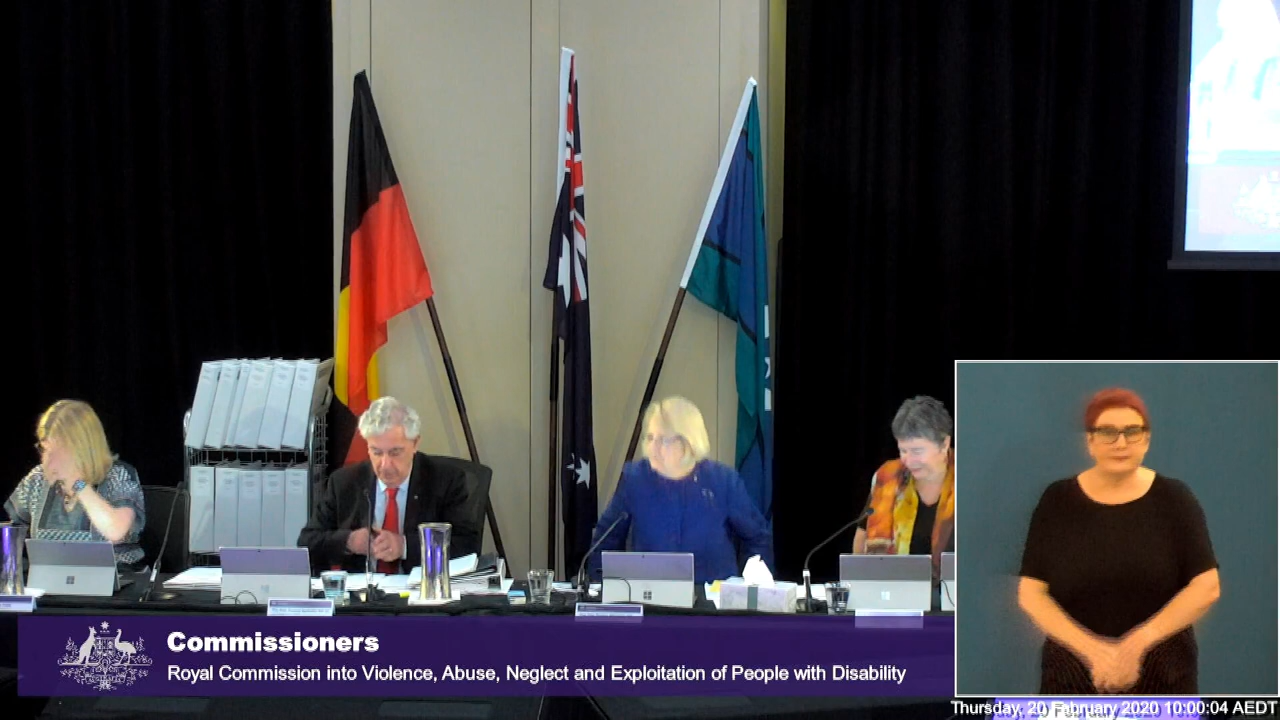 Commissioners
Royal Commission into Violence, Abuse, Neglect and Exploitation of People with Disability
Thursday, 20 February 2020 10:00:04 AEDT